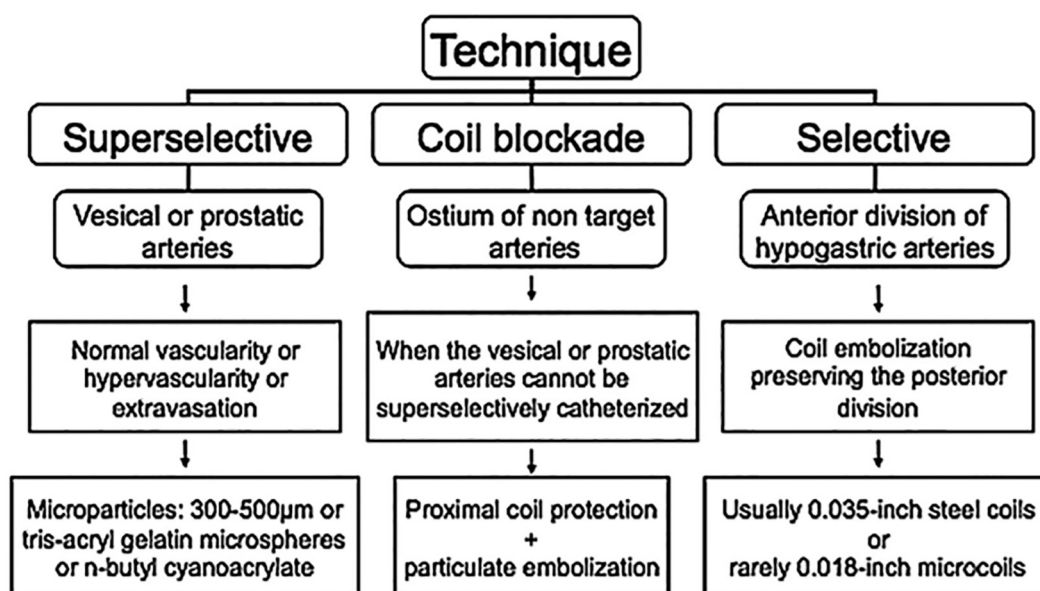 Technique
Superselective
Coil blockade
Selective
Vesical or prostatic
arteries
Ostium of non target
arteries
Anterior division of
hypogastric arteries
Normal vascularity or
hypervascularity or
extravasation
When the vesical or prostatic
arteries cannot be
superselectively catheterized
Coil embolization
preserving the posterior
division
Microparticles: 300-500µm or
tris-acryl gelatin microspheres
or n-butyl cyanoacrylate
Proximal coil protection
+
particulate embolization
Usually 0.035-inch steel coils
or
rarely 0.018-inch microcoils